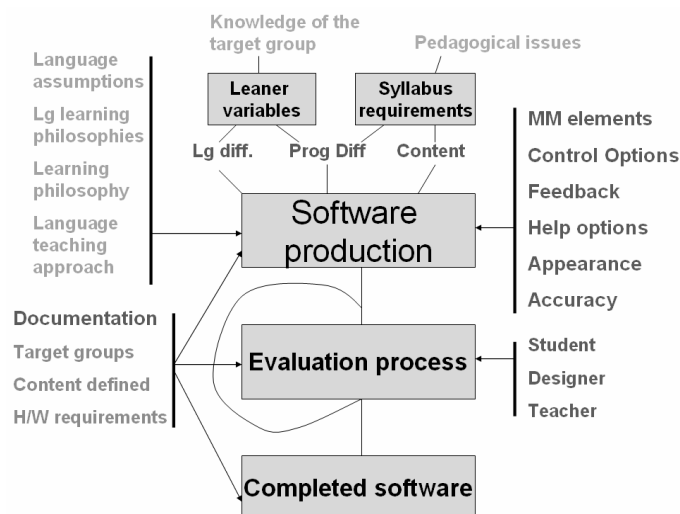 Knowledge of the
target group
Pedagogical issues
Language
assumptions
Lg learning
philosophies
Learning
philosophy
Language
teaching
approach
Leaner
variables
Syllabus
requirements
Lg diff.
Prog Diff
Content
MM elements
Control Options
Feedback
Help options
Appearance
Accuracy
Software
production
Documentation
Target groups
Content defined
H/W requirements
Evaluation process
Student
Designer
Teacher
Completed software